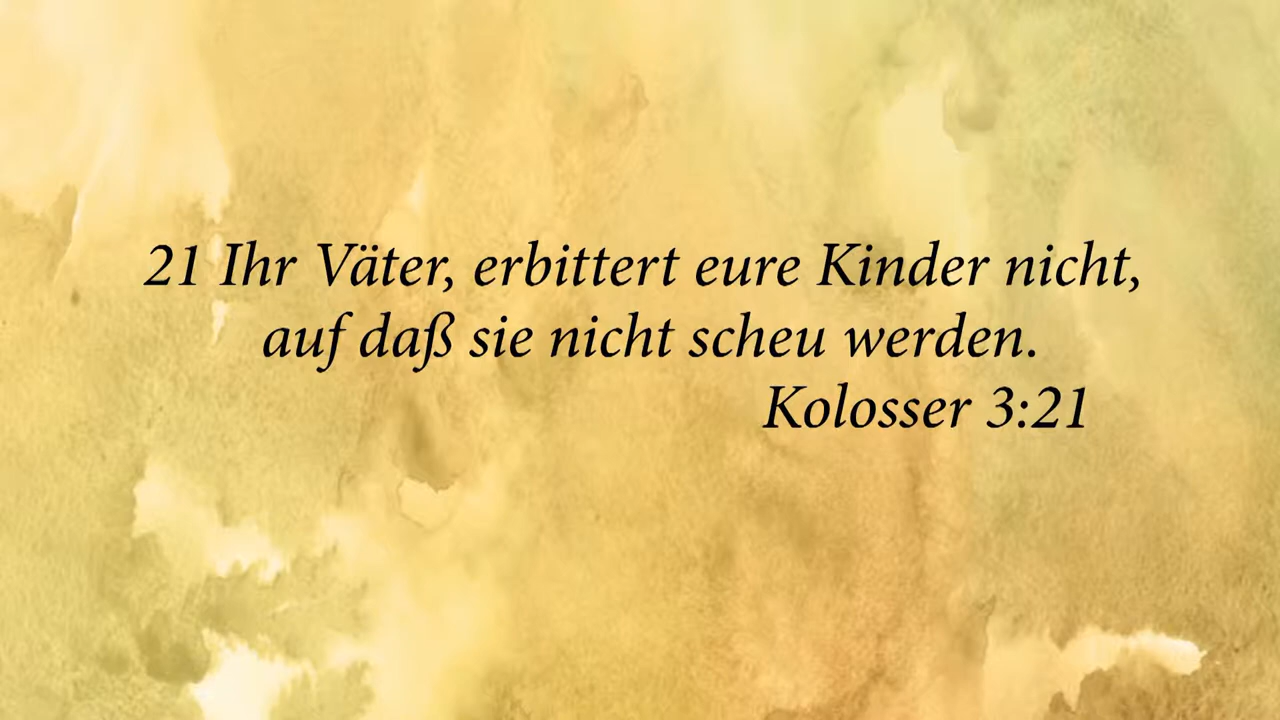 21 Ihr Väter, erbittert eure Kinder nicht,
auf daß sie nicht scheu werden.
Kolosser 3:21